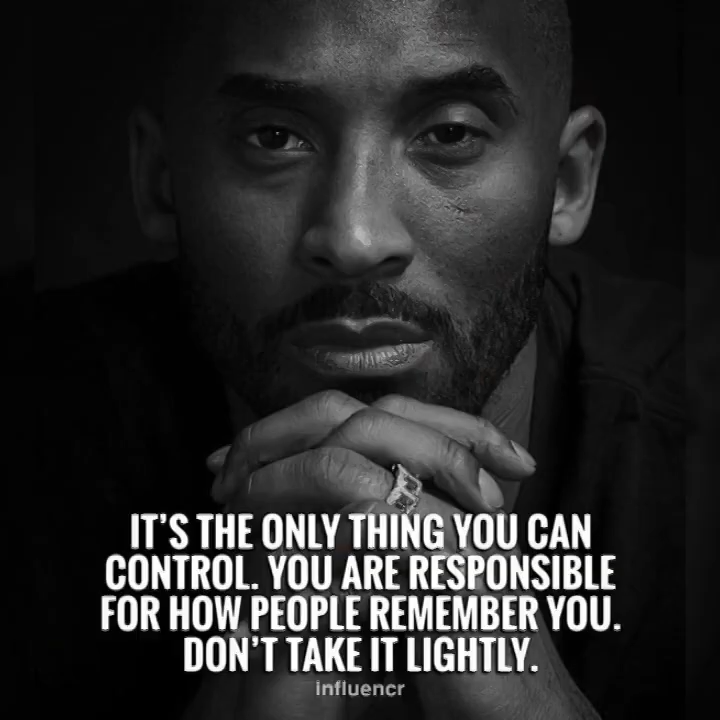 IT'S THE ONLY THING YOU CAN
CONTROL. YOU ARE RESPONSIBLE
FOR HOW PEOPLE REMEMBER YOU.
DON'T TAKE IT LIGHTLY.
influencr